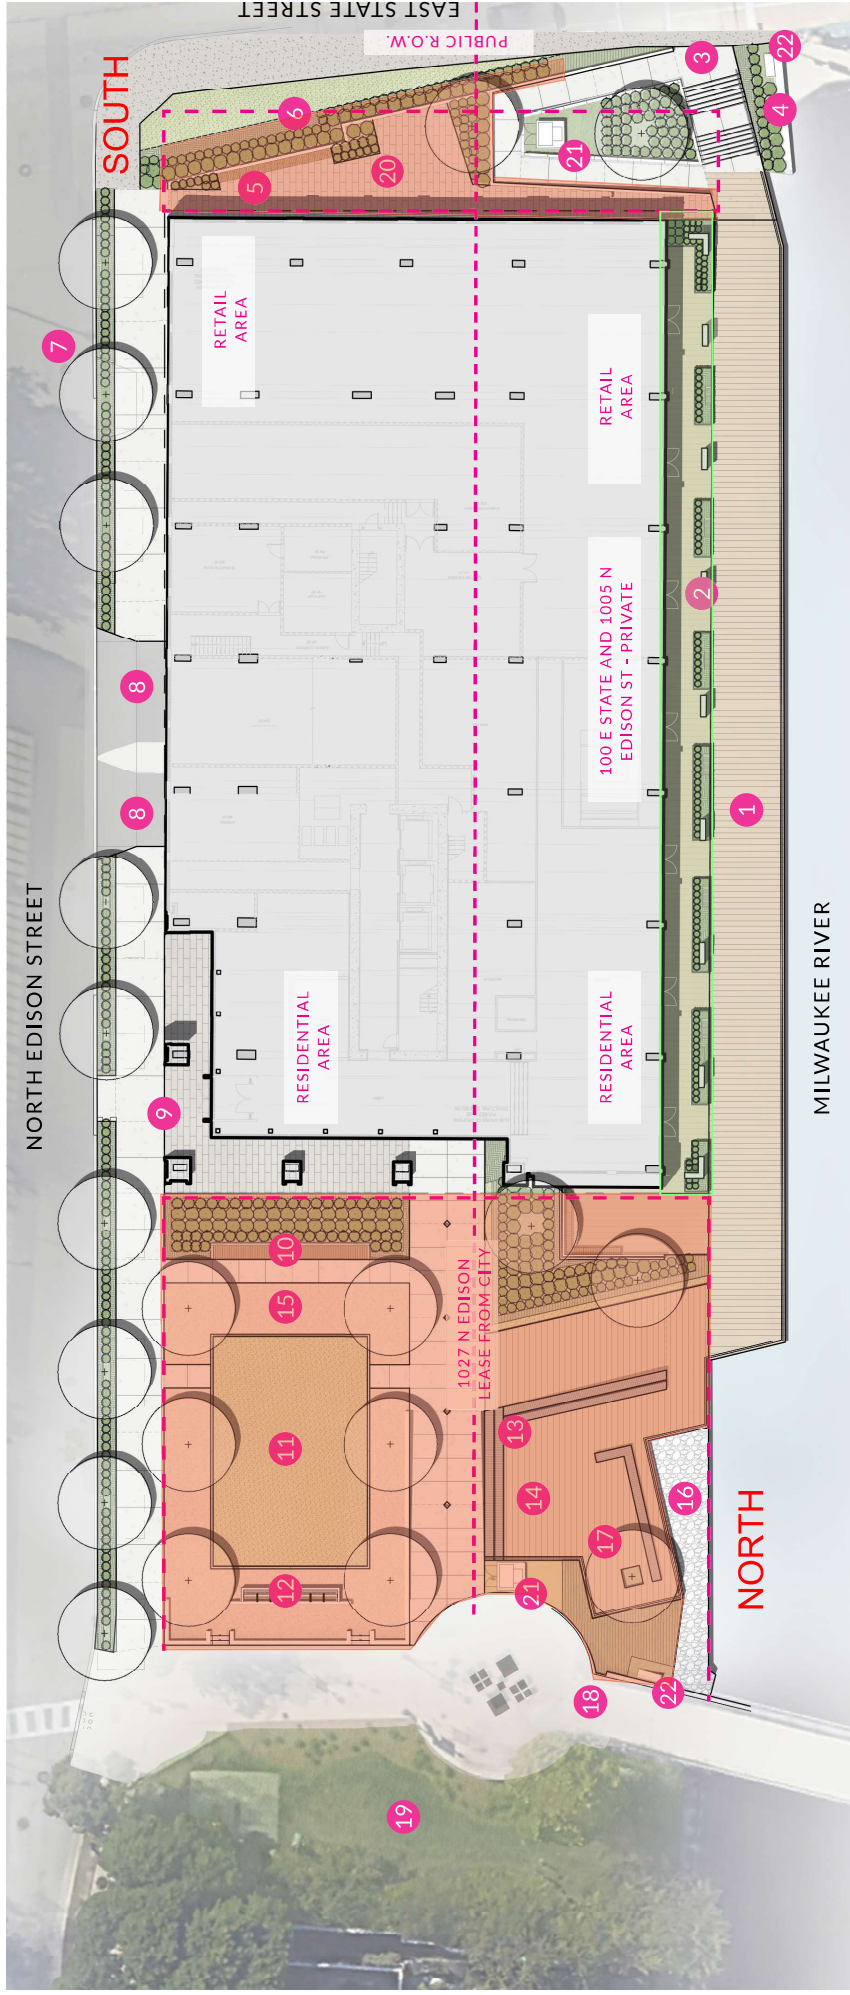 EAST STATE STREET
PUBLIC R.O.W.
SOUTH
3
22
4
6
21
20
5
7
RETAIL
AREA
RETAIL
AREA
2
100 E STATE AND 1005 N
EDISON ST - PRIVATE
8
8
1
NORTH EDISON STREET
MILWAUKEE RIVER
RESIDENTIAL
AREA
RESIDENTIAL
AREA
9
10
15
1027 N EDISON
LEASE FROM CITY
11
13
14
16
17
12
21
NORTH
18
22
19